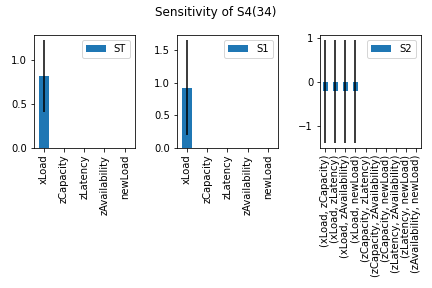 Sensitivity of S4(34)
ST
1.0
0.5
0.0
xLoad
zCapacity
zLatency
zAvailability
newLoad
S1
1.5
1.0
0.5
0.0
xLoad
zCapacity
zLatency
zAvailability
newLoad
S2
1
0
−1
(xLoad, zCapacity)
(xLoad, zLatency)
(xLoad, zAvailability)
(xLoad, newLoad)
(zCapacity, zLatency)
(zCapacity, zAvailability)
(zCapacity, newLoad)
(zLatency, zAvailability)
(zLatency, newLoad)
(zAvailability, newLoad)